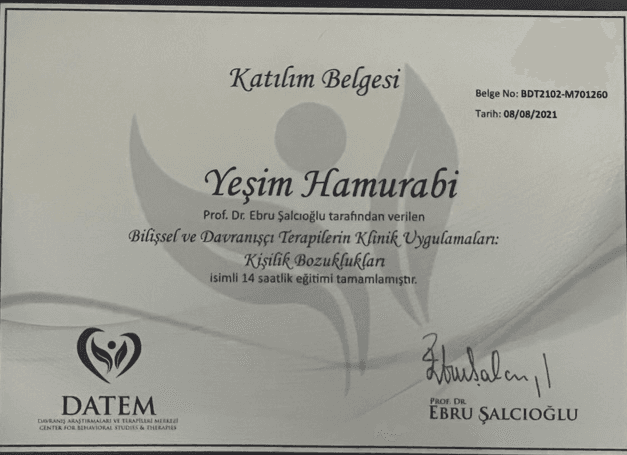 Katılım Belgesi
Belge No: BDT2102-M701260
Tarih: 08/08/2021
Yeşim Hamurabi
Prof. Dr. Ebru Şalcıoğlu tarafından verilen
Bilişsel ve Davranışçı Terapilerin Klinik Uygulamaları:
Kişilik Bozuklukları
isimli 14 saatlik eğitimi tamamlamıştır.
DATEM
DAVRANIŞ ARAŞTIRMALARI VE TERAPİLERİ MERKEZİ
CENTER FOR BEHAVIORAL STUDIES & THERAPIES
Ebru Şalcıoğlu
PROF. DR.
EBRU ŞALCIOĞLU